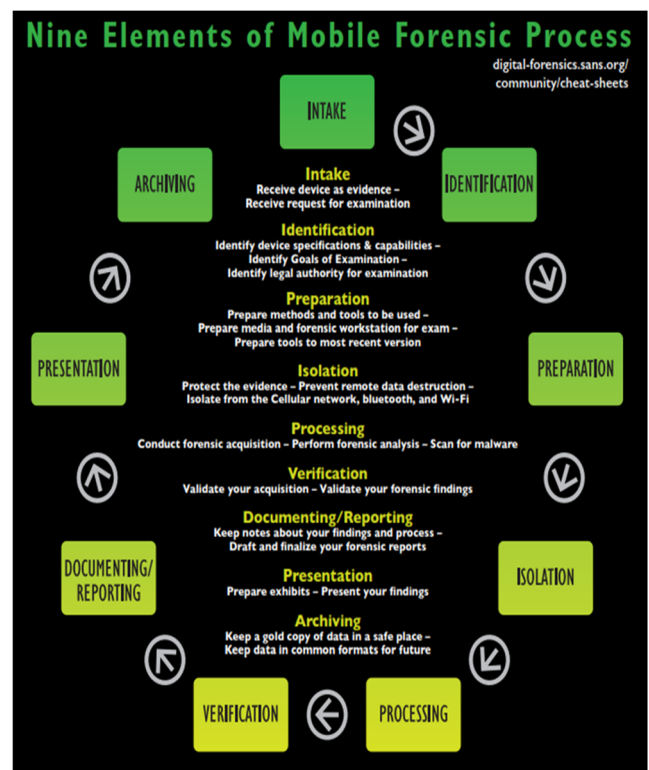 Nine Elements of Mobile Forensic Process
digital-forensics.sans.org/
community/cheat-sheets
INTAKE
ARCHIVING
IDENTIFICATION
Intake
Receive device as evidence –
Receive request for examination
Identification
Identify device specifications & capabilities –
Identify Goals of Examination –
Identify legal authority for examination
Preparation
Prepare methods and tools to be used –
Prepare media and forensic workstation for exam –
Prepare tools to most recent version
PRESENTATION
PREPARATION
Isolation
Protect the evidence – Prevent remote data destruction –
Isolate from the Cellular network, bluetooth, and Wi-Fi
Processing
Conduct forensic acquisition – Perform forensic analysis – Scan for malware
Verification
Validate your acquisition – Validate your forensic findings
Documenting/Reporting
Keep notes about your findings and process –
Draft and finalize your forensic reports
DOCUMENTING/
REPORTING
ISOLATION
Presentation
Prepare exhibits – Present your findings
Archiving
Keep a gold copy of data in a safe place –
Keep data in common formats for future
VERIFICATION
PROCESSING